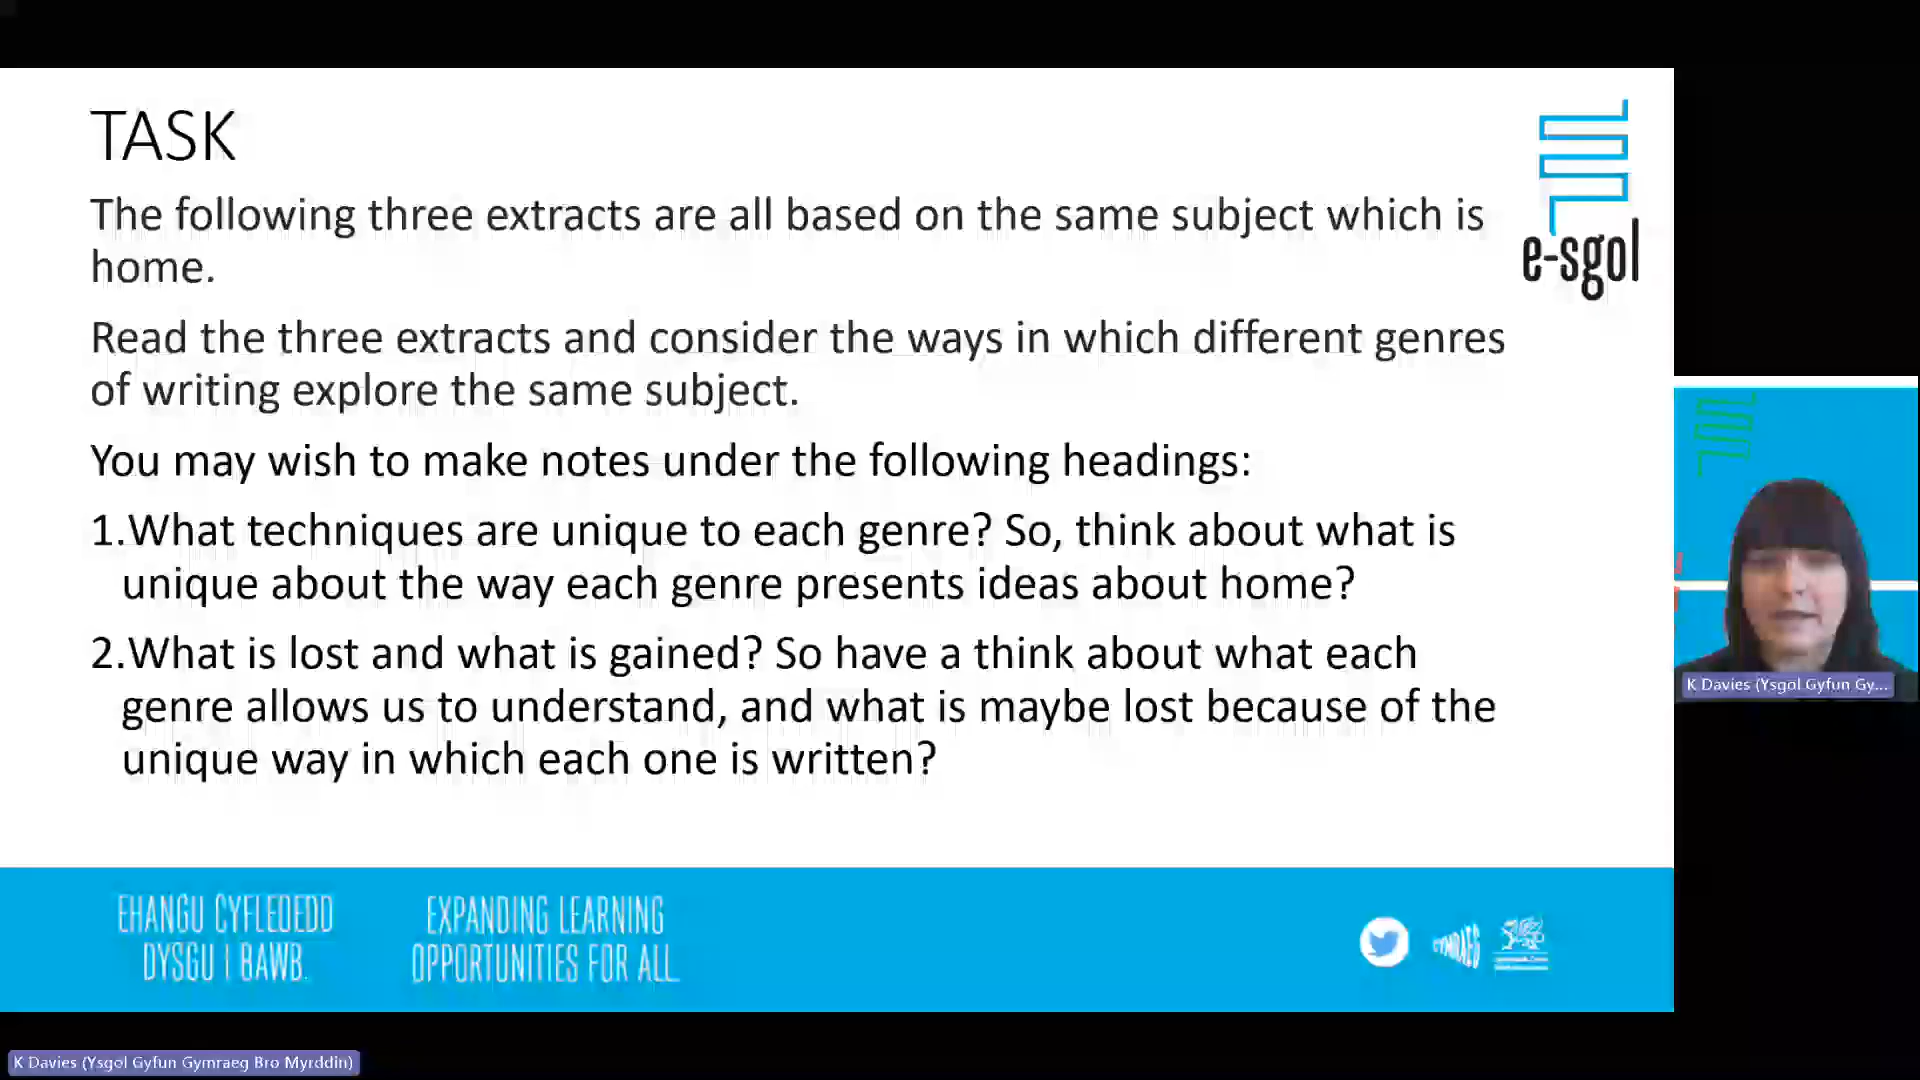 TASK
The following three extracts are all based on the same subject which is
home.
Read the three extracts and consider the ways in which different genres
of writing explore the same subject.
You may wish to make notes under the following headings:
1.What techniques are unique to each genre? So, think about what is
unique about the way each genre presents ideas about home?
2.What is lost and what is gained? So have a think about what each
genre allows us to understand, and what is maybe lost because of the
unique way in which each one is written?
e-sgol
K Davies (Ysgol Gyfun Gy...
EHANGU CYFLEDEDD
DYSGU I BAWB.
EXPANDING LEARNING
OPPORTUNITIES FOR ALL
CYMRAEG
K Davies (Ysgol Gyfun Gymraeg Bro Myrddin)